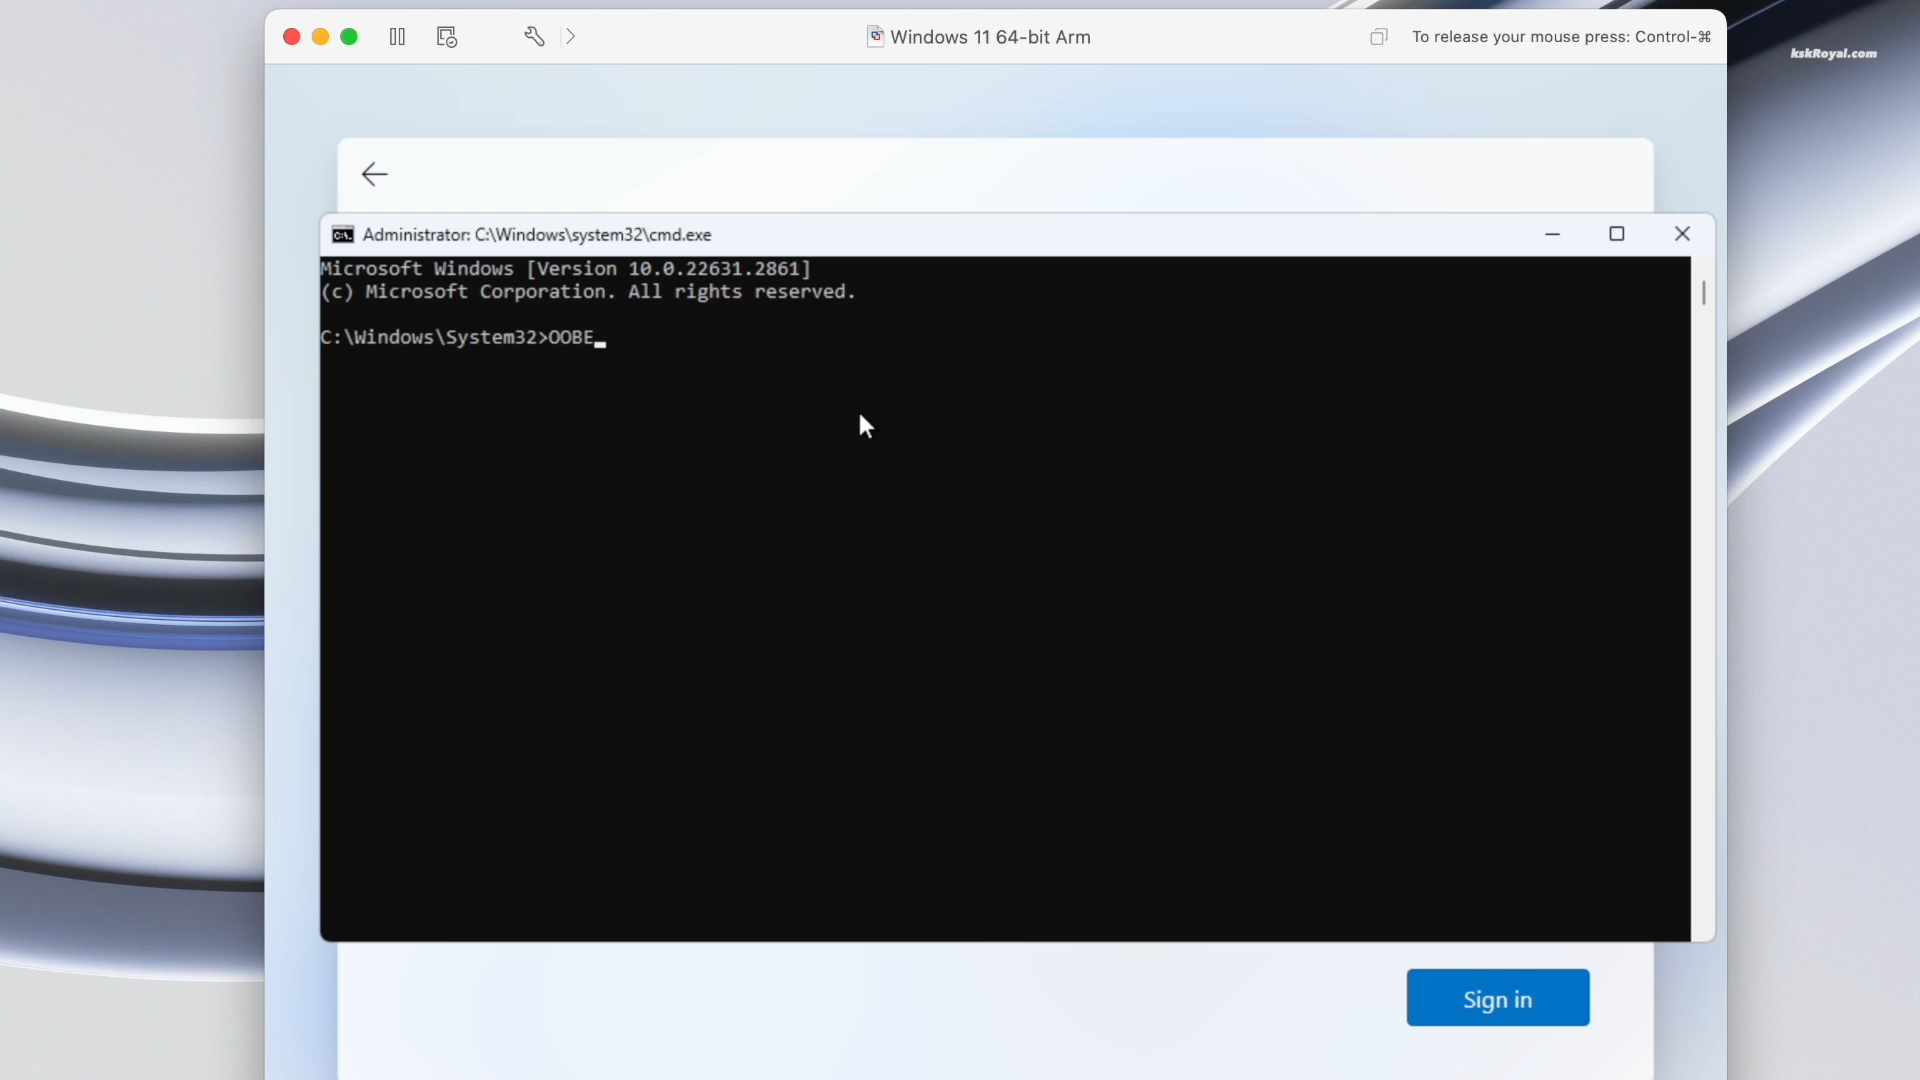 Windows 11 64-bit Arm
To release your mouse press: Control-⌘
kskRoyal.com
Administrator: C:\Windows\system32\cmd.exe
Microsoft Windows [Version 10.0.22631.2861]
(c) Microsoft Corporation. All rights reserved.
C:\Windows\System32>OOBE_
Sign in